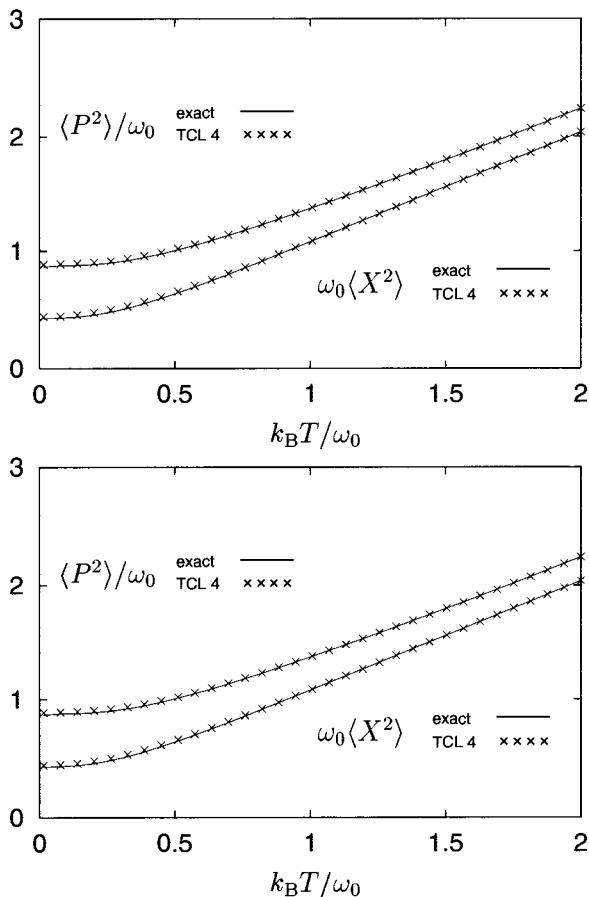 3
2
1
0
⟨P²⟩/ω₀ exact
TCL 4 ××××
ω₀⟨X²⟩ exact
TCL 4 ××××
0 0.5 1 1.5 2
k_B T/ω₀
3
2
1
0
⟨P²⟩/ω₀ exact
TCL 4 ××××
ω₀⟨X²⟩ exact
TCL 4 ××××
0 0.5 1 1.5 2
k_B T/ω₀